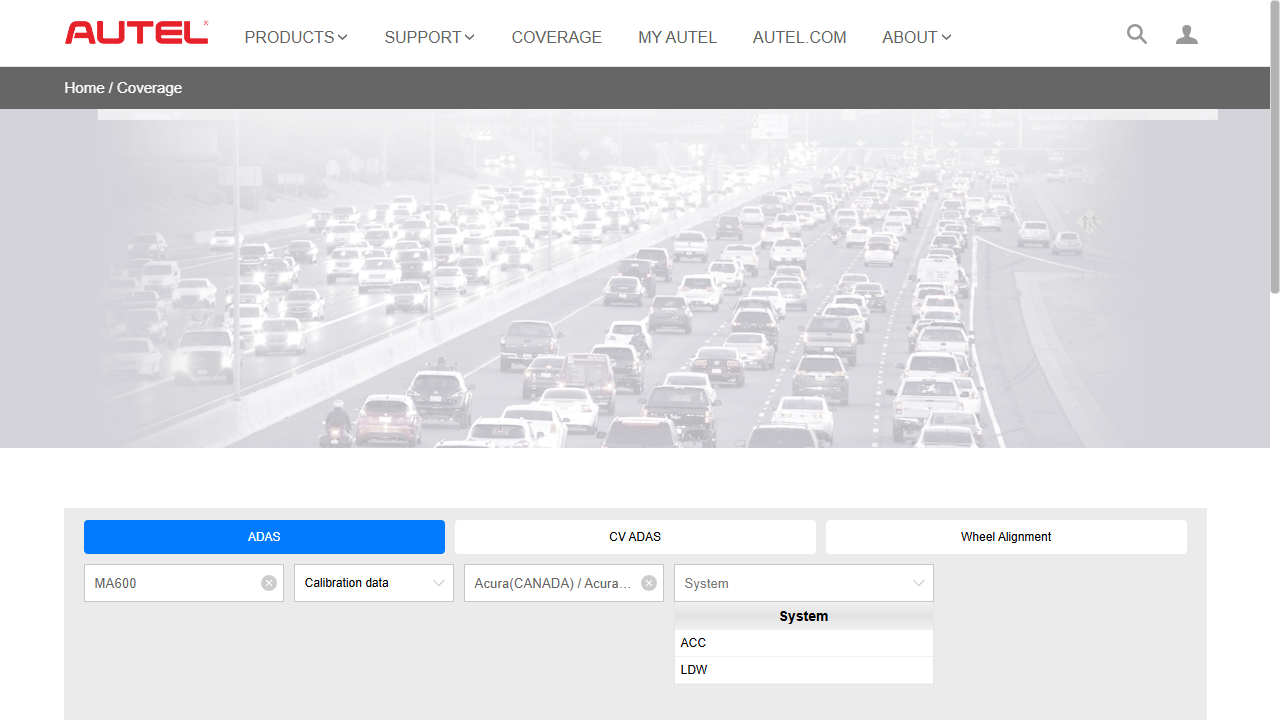 AUTEL
PRODUCTS SUPPORT COVERAGE MY AUTEL AUTEL.COM ABOUT
Home / Coverage
ADAS CV ADAS Wheel Alignment
MA600 Calibration data Acura(CANADA) / Acura... System
System
ACC
LDW